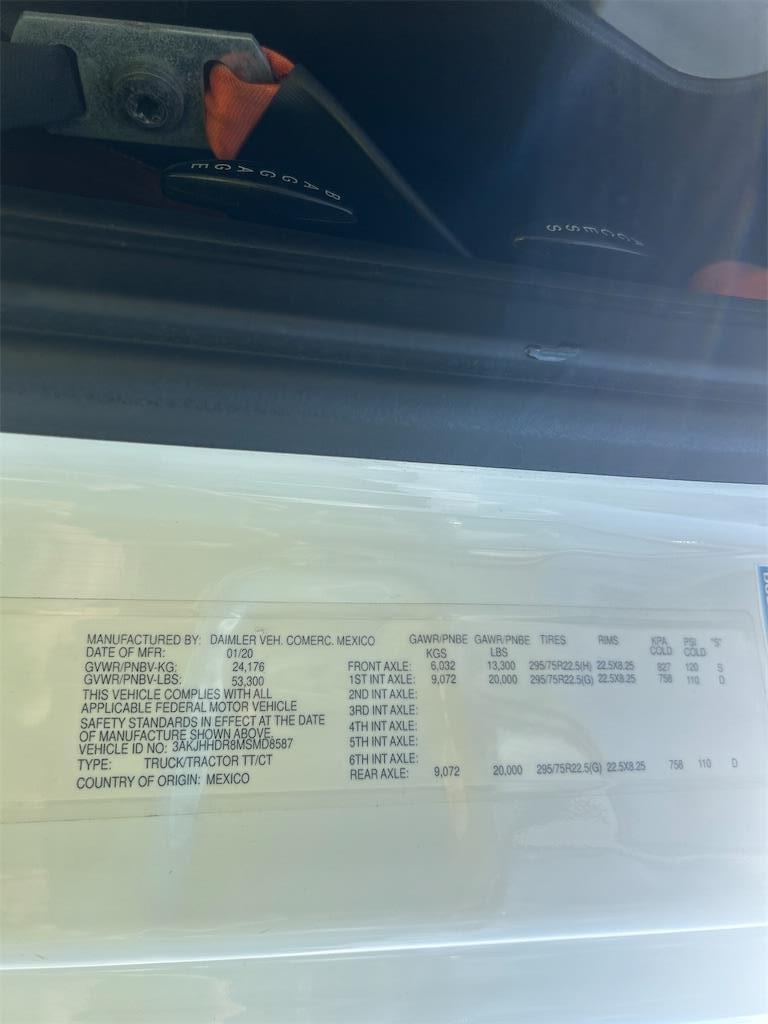 BAGGAGE
ACCESS
MANUFACTURED BY: DAIMLER VEH. COMERC. MEXICO
DATE OF MFR: 01/20
GVWR/PNBV-KG: 24,176
GVWR/PNBV-LBS: 53,300
THIS VEHICLE COMPLIES WITH ALL
APPLICABLE FEDERAL MOTOR VEHICLE
SAFETY STANDARDS IN EFFECT AT THE DATE
OF MANUFACTURE SHOWN ABOVE.
VEHICLE ID NO: 3AKJHHDR8MSMD8587
TYPE: TRUCK/TRACTOR TT/CT
COUNTRY OF ORIGIN: MEXICO
GAWR/PNBE GAWR/PNBE TIRES RIMS KPA PSI "S"
KGS LBS COLD COLD
FRONT AXLE: 6,032 13,300 295/75R22.5(H) 22.5X8.25 827 120 S
1ST INT AXLE: 9,072 20,000 295/75R22.5(G) 22.5X8.25 758 110 D
2ND INT AXLE:
3RD INT AXLE:
4TH INT AXLE:
5TH INT AXLE:
6TH INT AXLE:
REAR AXLE: 9,072 20,000 295/75R22.5(G) 22.5X8.25 758 110 D